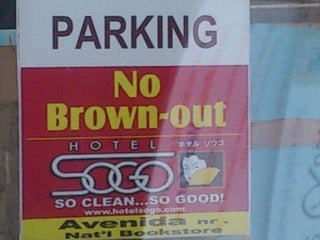 PARKING
No
Brown-out
HOTEL ホテル ソウゴ
SOGO
SO CLEAN...SO GOOD!
www.hotelsogo.com
Avenida nr.
Nat'l Bookstore